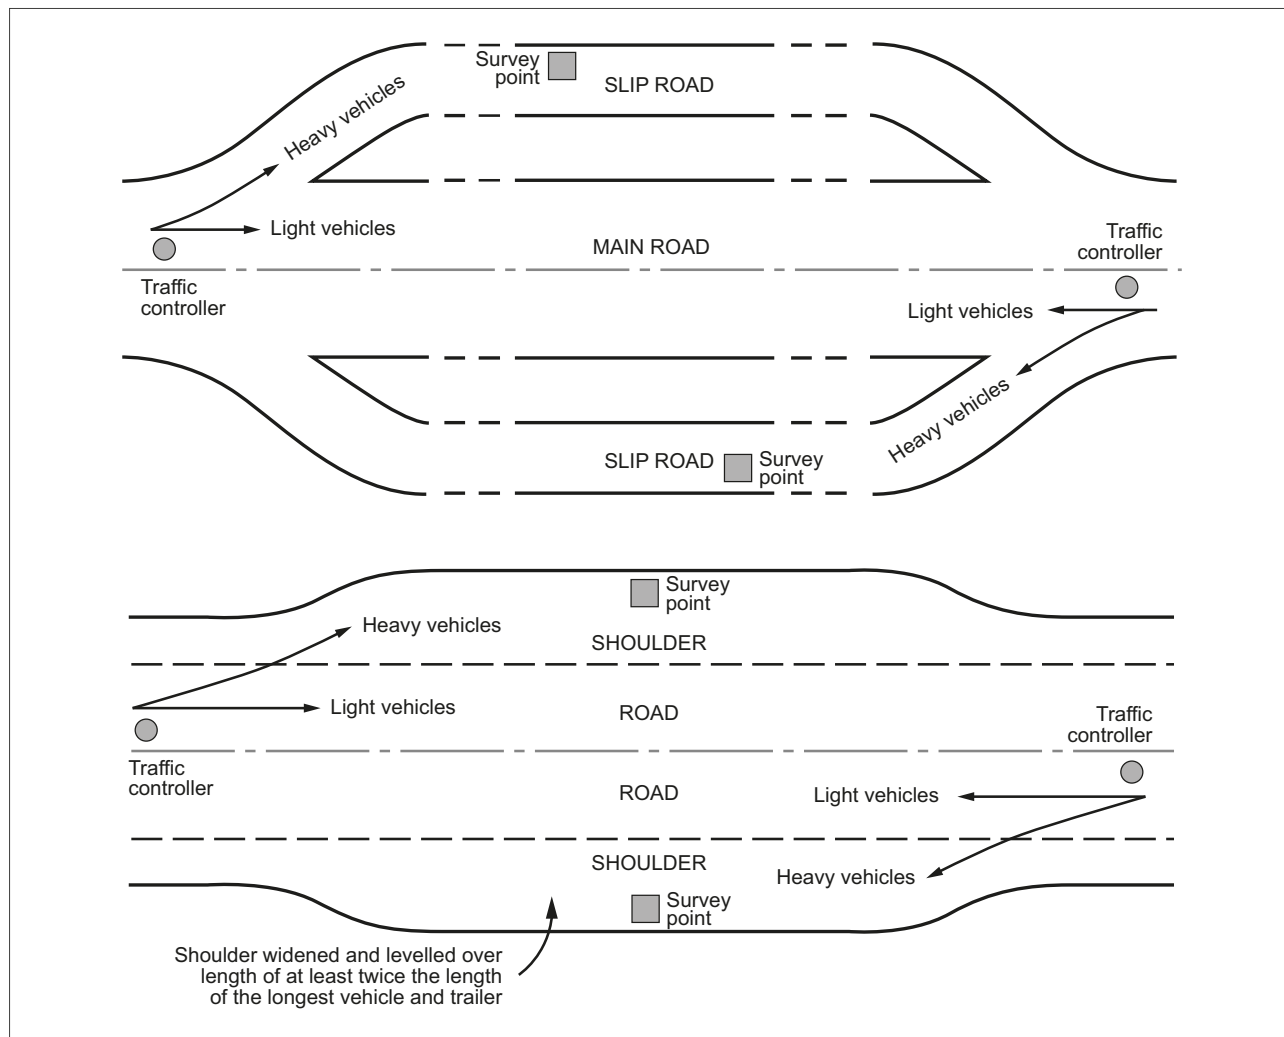 Survey
point
SLIP ROAD
Heavy vehicles
Light vehicles
MAIN ROAD
Traffic
controller
Traffic
controller
Light vehicles
Heavy vehicles
SLIP ROAD
Survey
point
Survey
point
Heavy vehicles
SHOULDER
Light vehicles
ROAD
Traffic
controller
Traffic
controller
ROAD
Light vehicles
SHOULDER
Heavy vehicles
Survey
point
Shoulder widened and levelled over
length of at least twice the length
of the longest vehicle and trailer